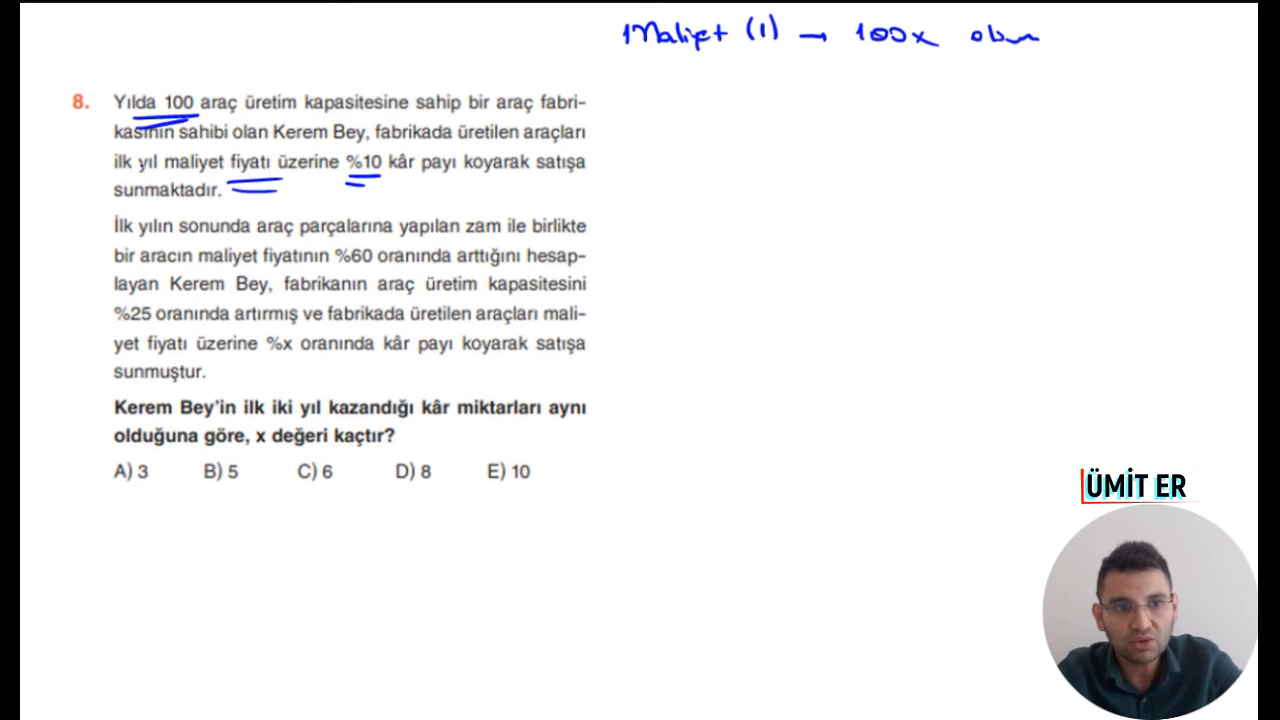 Maliyet (1) → 100x olsun
8. Yılda 100 araç üretim kapasitesine sahip bir araç fabri-
kasının sahibi olan Kerem Bey, fabrikada üretilen araçları
ilk yıl maliyet fiyatı üzerine %10 kâr payı koyarak satışa
sunmaktadır.
İlk yılın sonunda araç parçalarına yapılan zam ile birlikte
bir aracın maliyet fiyatının %60 oranında arttığını hesap-
layan Kerem Bey, fabrikanın araç üretim kapasitesini
%25 oranında artırmış ve fabrikada üretilen araçları mali-
yet fiyatı üzerine %x oranında kâr payı koyarak satışa
sunmuştur.
Kerem Bey'in ilk iki yıl kazandığı kâr miktarları aynı
olduğuna göre, x değeri kaçtır?
A) 3 B) 5 C) 6 D) 8 E) 10
ÜMİT ER